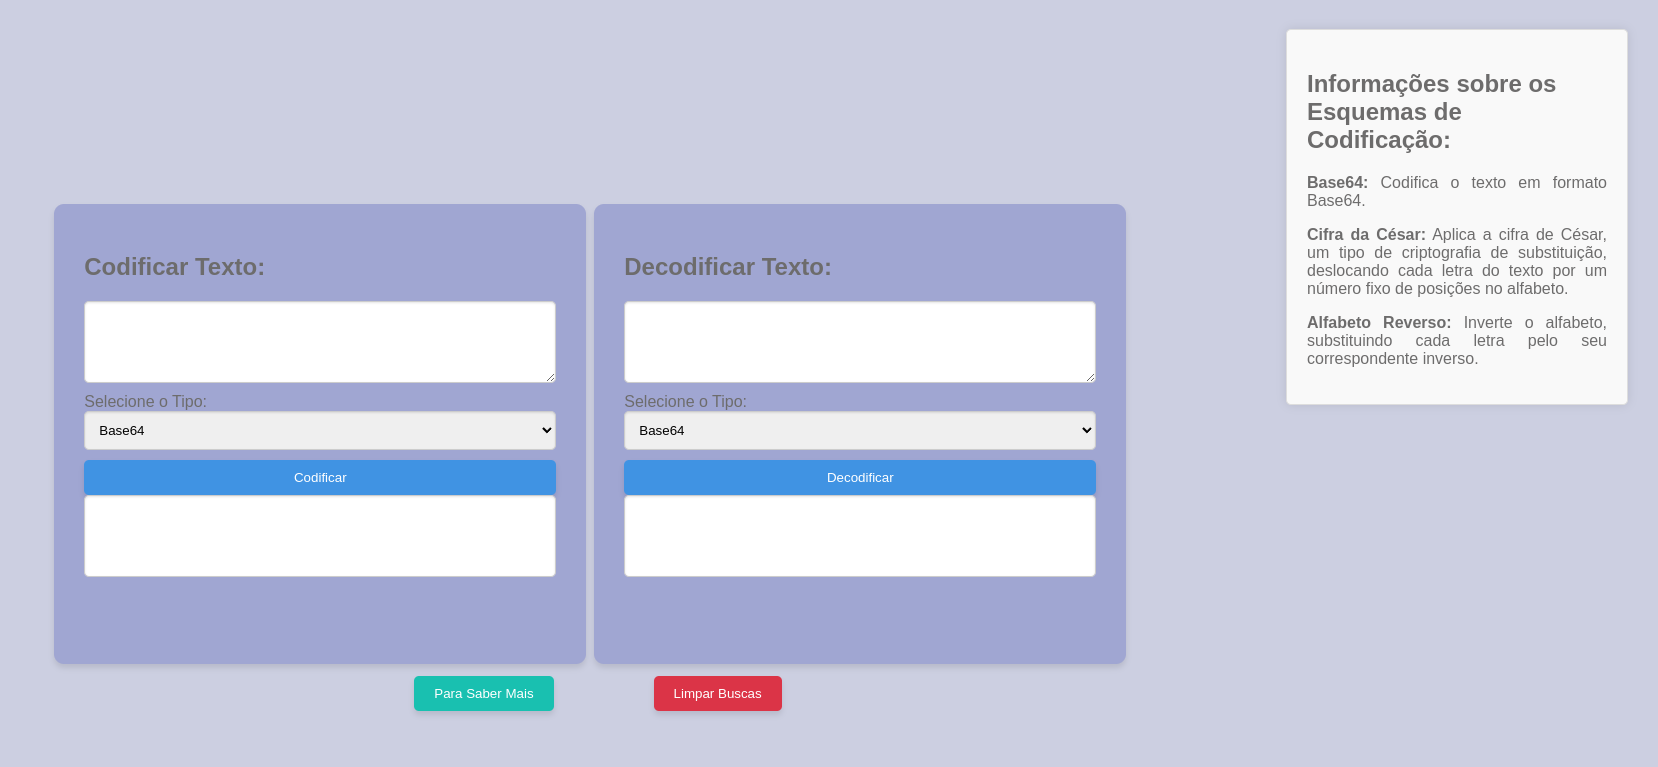 Codificar Texto:
Selecione o Tipo:
Base64
Codificar
Decodificar Texto:
Selecione o Tipo:
Base64
Decodificar
Para Saber Mais
Limpar Buscas
Informações sobre os
Esquemas de
Codificação:
Base64: Codifica o texto em formato
Base64.
Cifra da César: Aplica a cifra de César,
um tipo de criptografia de substituição,
deslocando cada letra do texto por um
número fixo de posições no alfabeto.
Alfabeto Reverso: Inverte o alfabeto,
substituindo cada letra pelo seu
correspondente inverso.